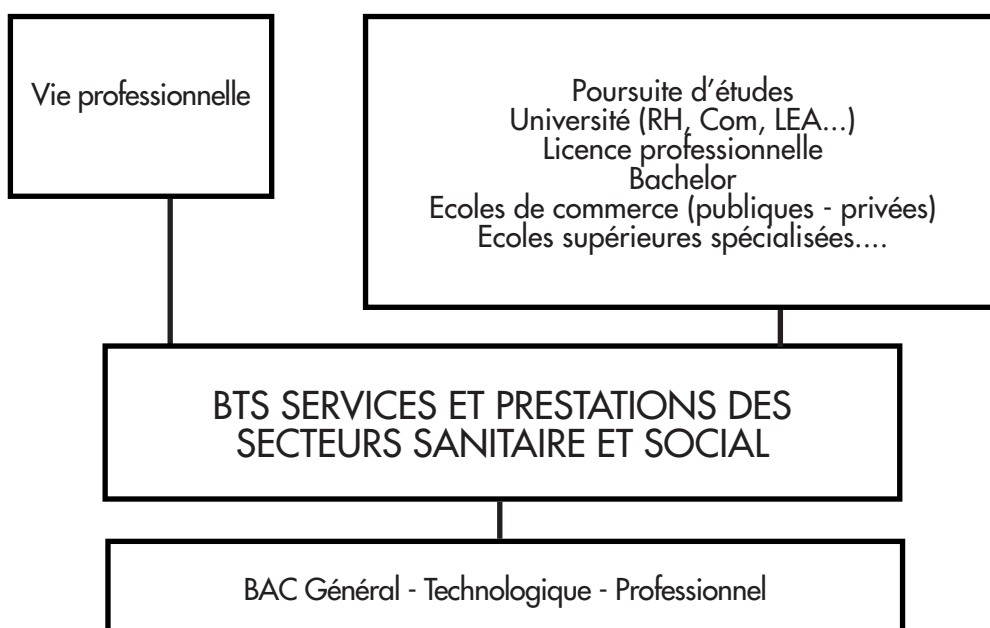 Vie professionnelle
Poursuite d'études
Université (RH, Com, LEA...)
Licence professionnelle
Bachelor
Ecoles de commerce (publiques - privées)
Ecoles supérieures spécialisées....
BTS SERVICES ET PRESTATIONS DES
SECTEURS SANITAIRE ET SOCIAL
BAC Général - Technologique - Professionnel